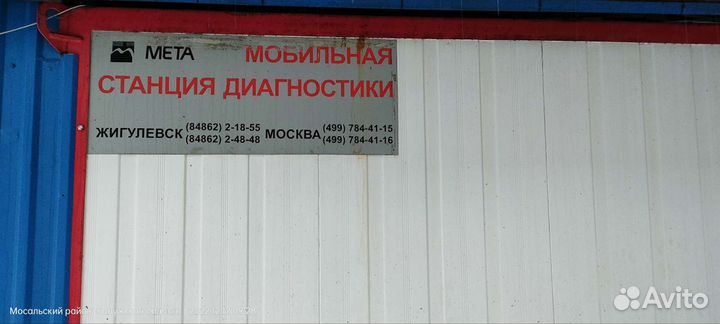 МЕТА МОБИЛЬНАЯ
СТАНЦИЯ ДИАГНОСТИКИ
ЖИГУЛЕВСК (84862) 2-18-55 МОСКВА (499) 784-41-15
(84862) 2-48-48 (499) 784-41-16
Мосальский район
Avito